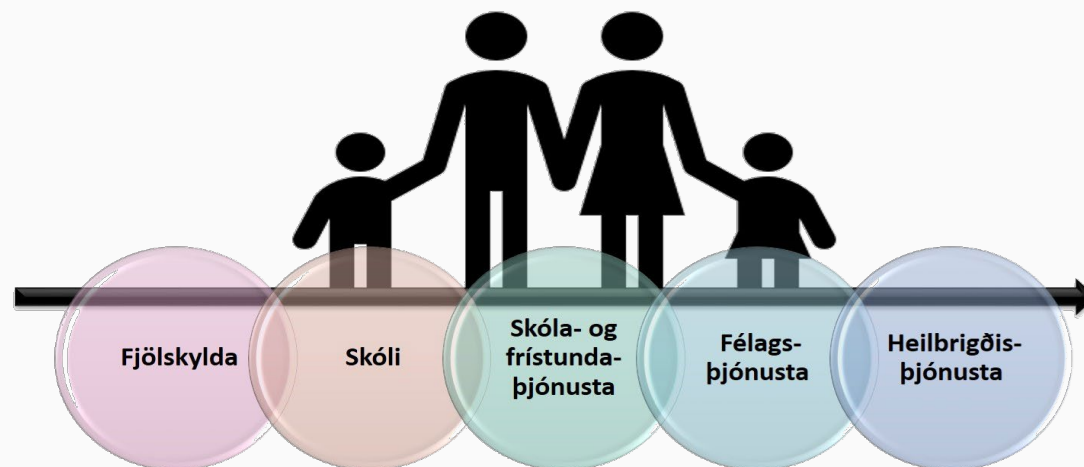 Fjölskylda
Skóli
Skóla- og
frístunda-
þjónusta
Félags-
þjónusta
Heilbrigðis-
þjónusta